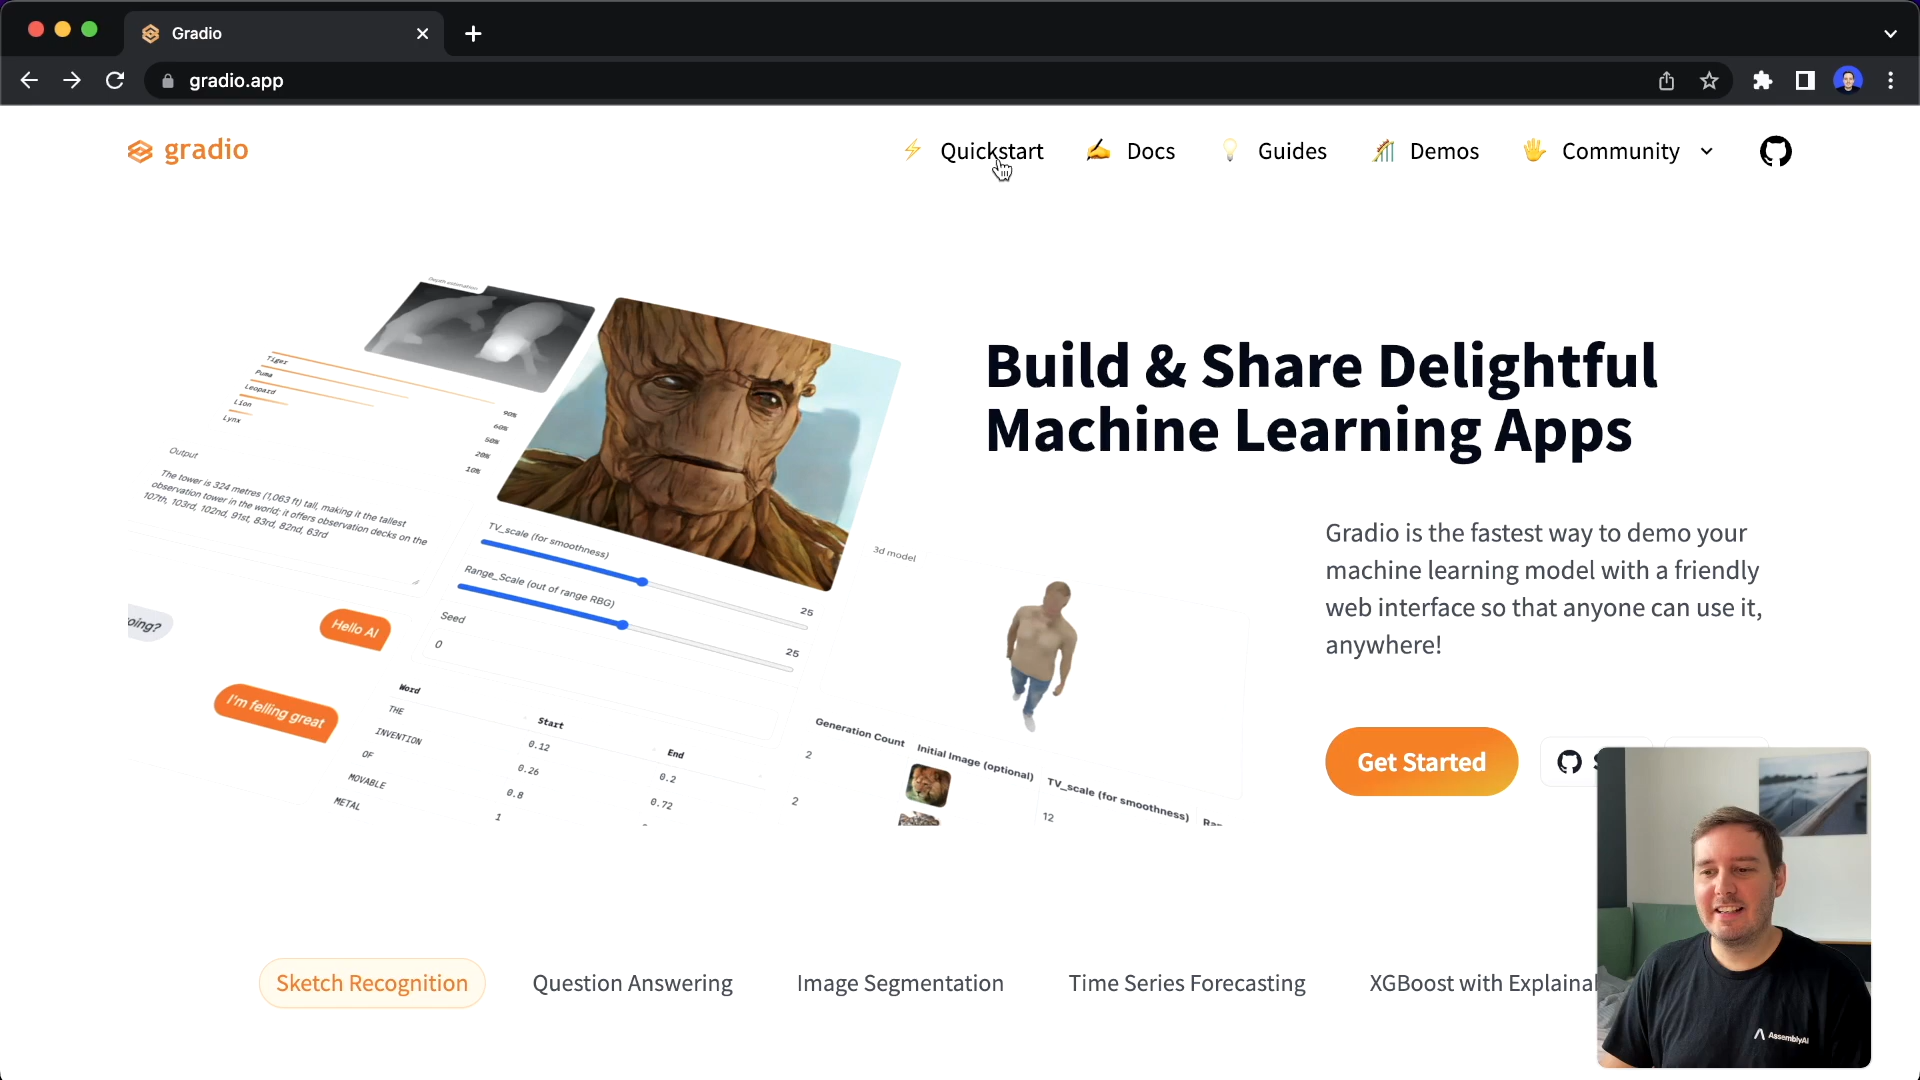 Gradio
gradio.app
gradio
Quickstart
Docs
Guides
Demos
Community
Build & Share Delightful
Machine Learning Apps
Gradio is the fastest way to demo your
machine learning model with a friendly
web interface so that anyone can use it,
anywhere!
Get Started
Tiger
Puma
Leopard
Lion
Lynx
90%
60%
50%
20%
10%
Output
The tower is 324 metres (1,063 ft) tall, making it the tallest
observation tower in the world; it offers observation decks on the
107th, 103rd, 102nd, 91st, 83rd, 82nd, 63rd
TV_scale (for smoothness)
25
Range_Scale (out of range RBG)
25
Seed
0
3d model
oing?
Hello AI
I'm felling great
Word
Start
End
THE
0.12
0.2
INVENTION
0.26
0.72
OF
0.8
MOVABLE
1
METAL
Generation Count
Initial Image (optional)
TV_scale (for smoothness)
2
12
2
Sketch Recognition
Question Answering
Image Segmentation
Time Series Forecasting
XGBoost with Explainal
AssemblyAI